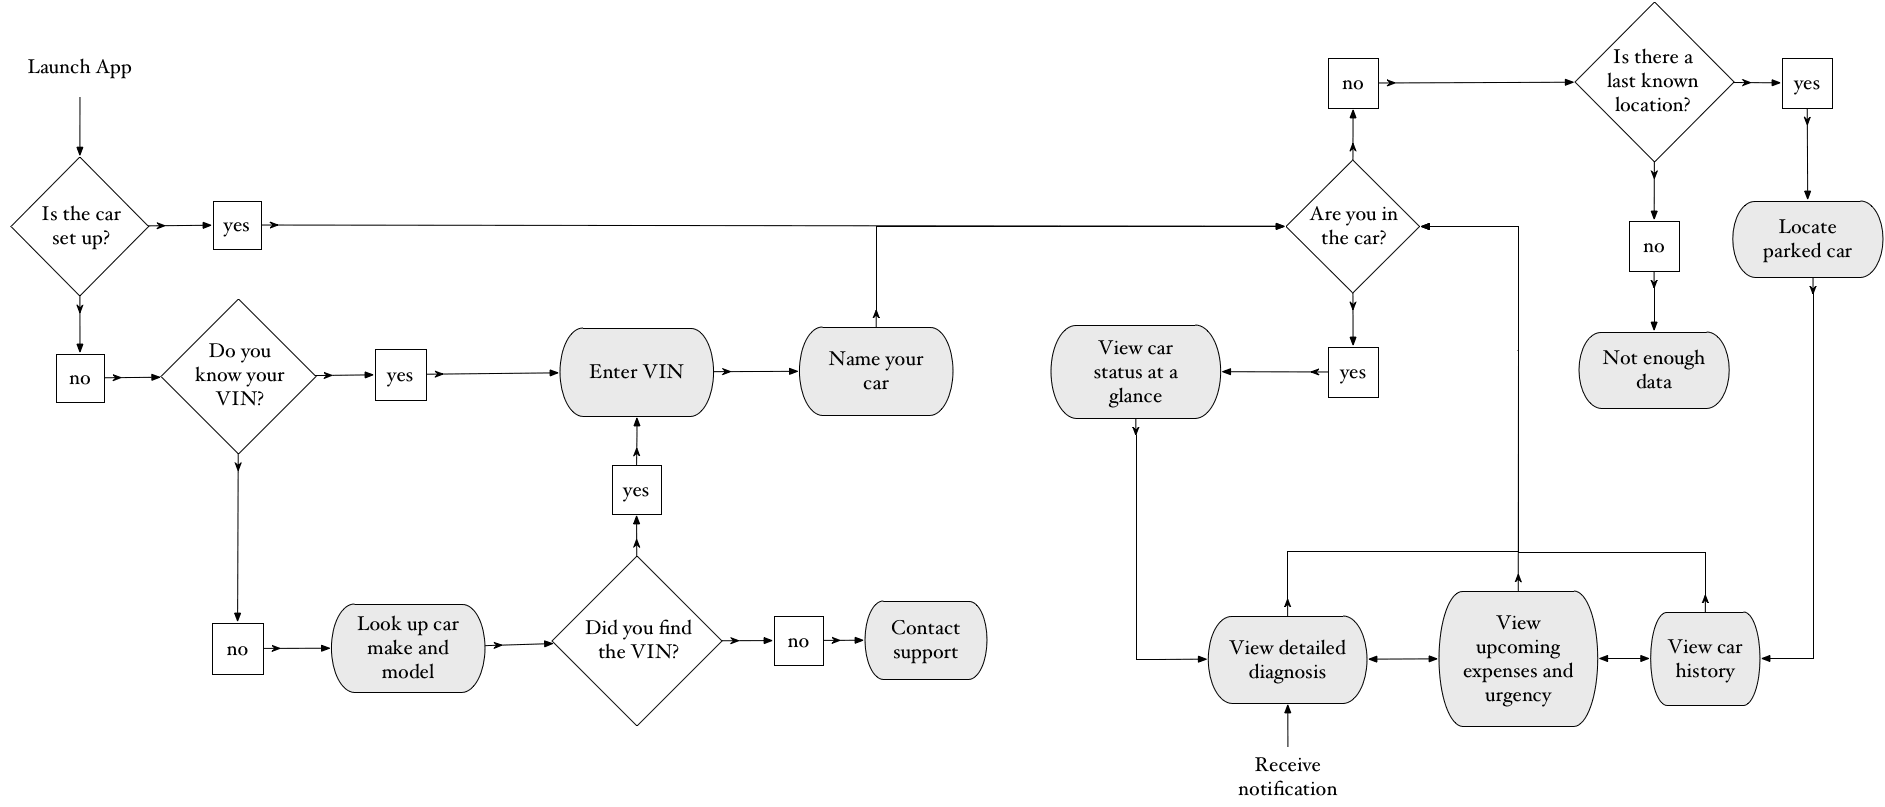 Launch App
Is the car
set up?
yes
no
Do you
know your
VIN?
yes
Enter VIN
Name your
car
no
Look up car
make and
model
Did you find
the VIN?
yes
no
Contact
support
Are you in
the car?
no
Is there a
last known
location?
yes
Locate
parked car
no
Not enough
data
yes
View car
status at a
glance
View detailed
diagnosis
View
upcoming
expenses and
urgency
View car
history
Receive
notification